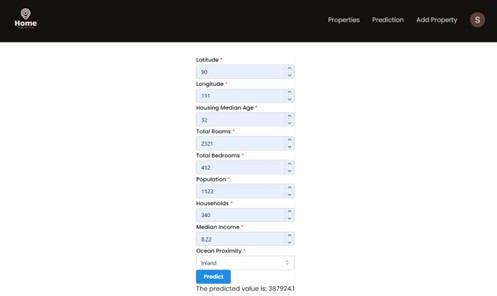 Home
Properties Prediction Add Property S
Latitude *
90
Longitude *
131
Housing Median Age *
32
Total Rooms *
2321
Total Bedrooms *
412
Population *
1123
Households *
340
Median Income *
8.22
Ocean Proximity *
Inland
Predict
The predicted value is: 387924.1